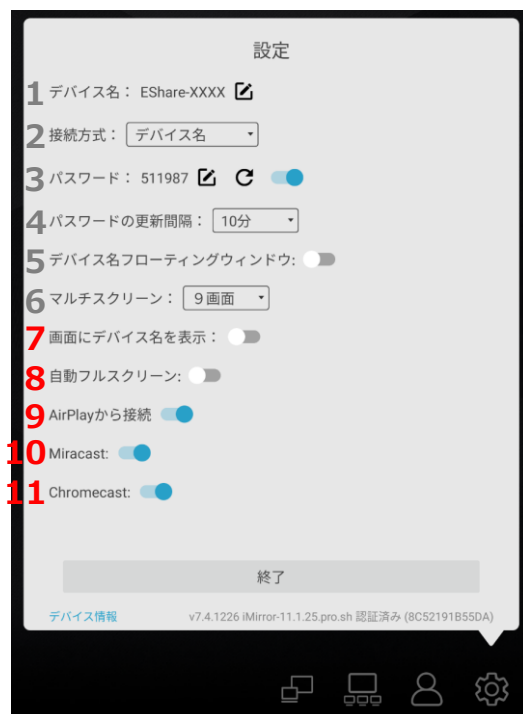 設定
1 デバイス名： EShare-XXXX
2 接続方式： デバイス名
3 パスワード： 511987
4 パスワードの更新間隔： 10分
5 デバイス名フローティングウィンドウ:
6 マルチスクリーン： 9画面
7 画面にデバイス名を表示：
8 自動フルスクリーン:
9 AirPlayから接続
10 Miracast:
11 Chromecast:
終了
デバイス情報 v7.4.1226 iMirror-11.1.25.pro.sh 認証済み (8C52191B55DA)